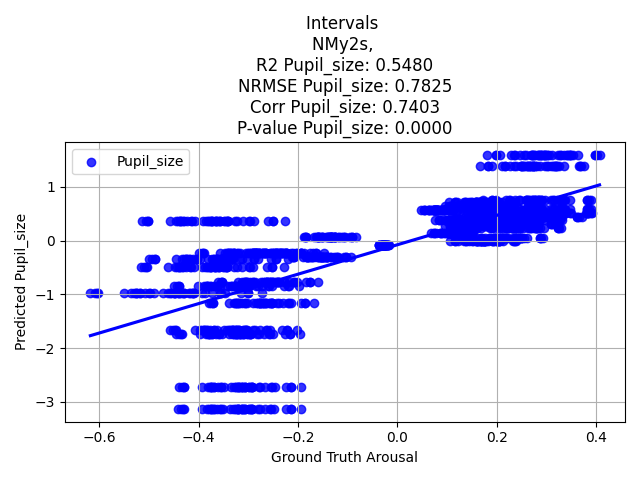 Intervals
NMy2s,
R2 Pupil_size: 0.5480
NRMSE Pupil_size: 0.7825
Corr Pupil_size: 0.7403
P-value Pupil_size: 0.0000
Pupil_size
Predicted Pupil_size
1
0
−1
−2
−3
−0.6 −0.4 −0.2 0.0 0.2 0.4
Ground Truth Arousal